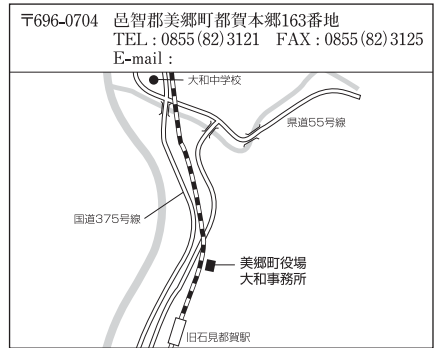 〒696-0704 邑智郡美郷町都賀本郷163番地
TEL：0855(82)3121 FAX：0855(82)3125
E-mail：
大和中学校
県道55号線
国道375号線
美郷町役場
大和事務所
旧石見都賀駅